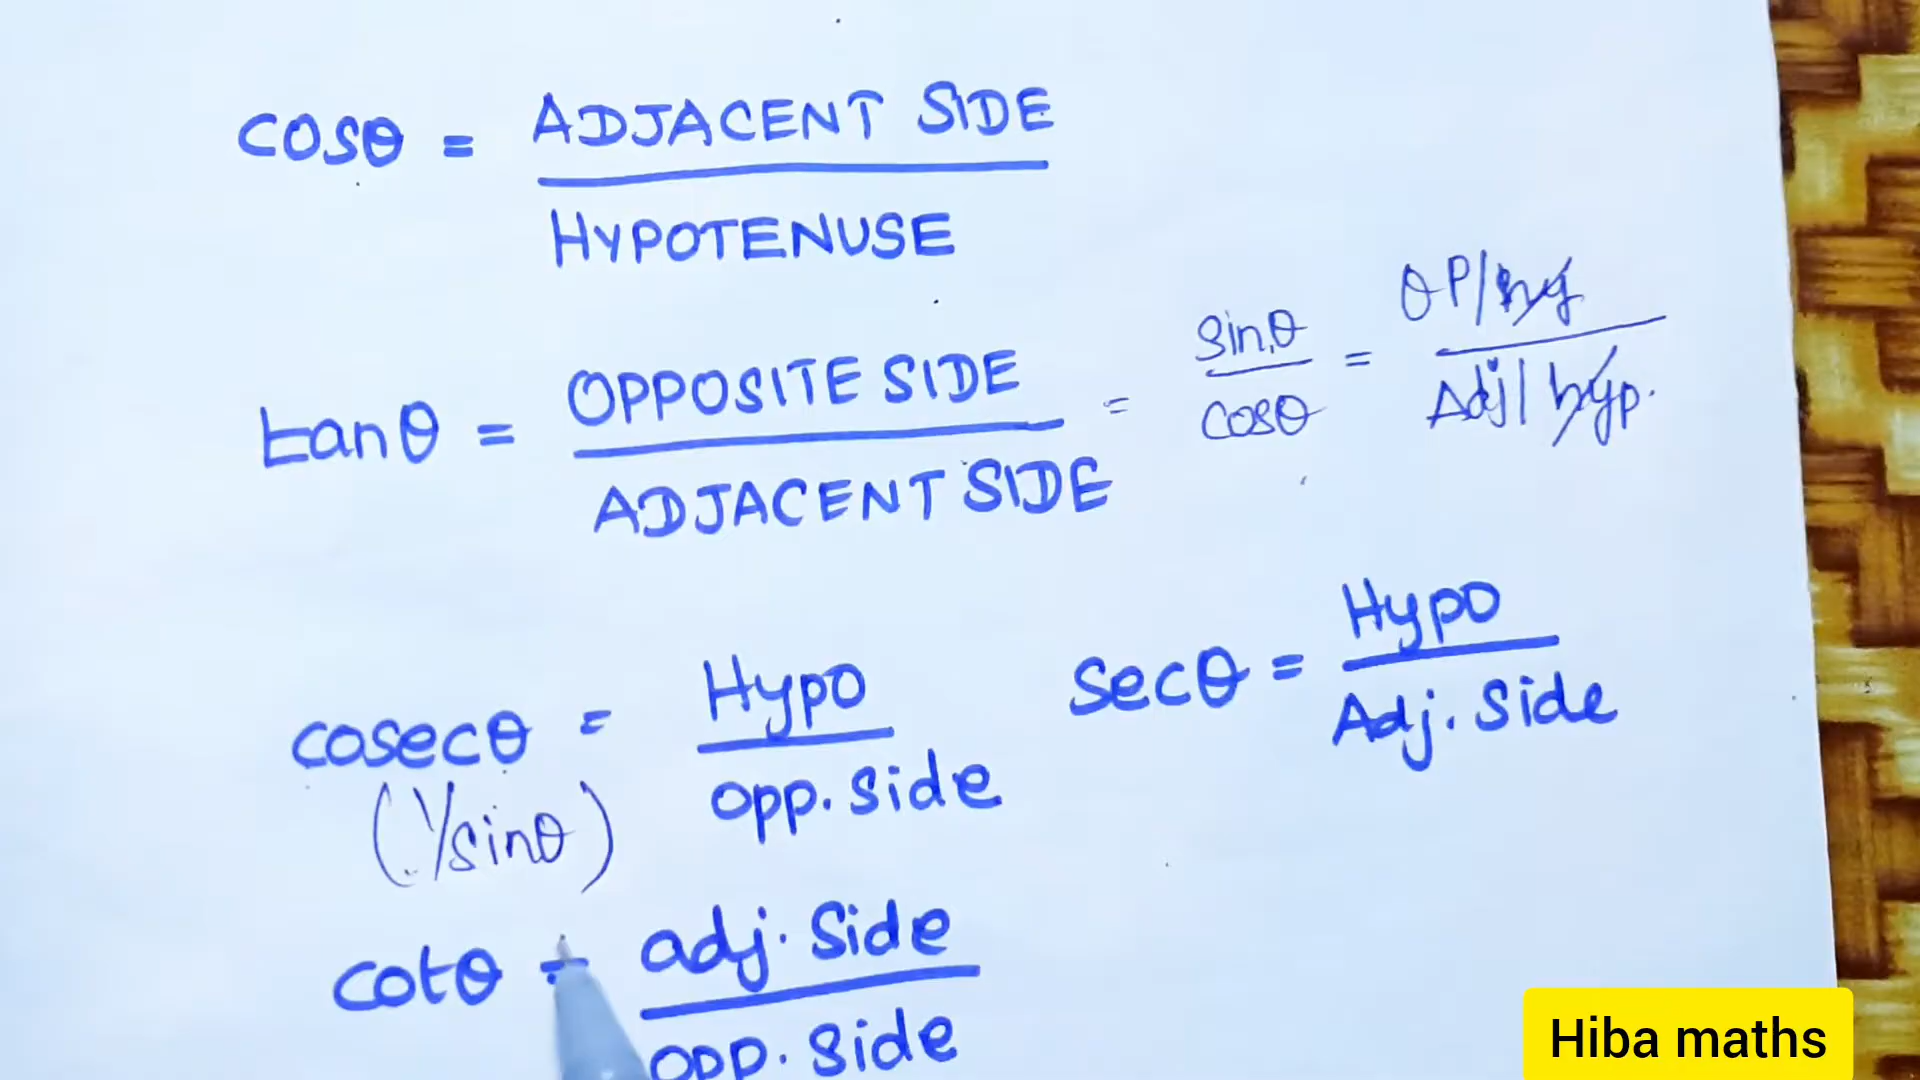 cosθ = ADJACENT SIDE
HYPOTENUSE
tanθ = OPPOSITE SIDE / ADJACENT SIDE = sinθ / cosθ = OP/hy / Adj/hyp.
cosecθ = Hypo / opp. side
(1/sinθ)
secθ = Hypo / Adj. side
cotθ = adj. side
opp. side
Hiba maths